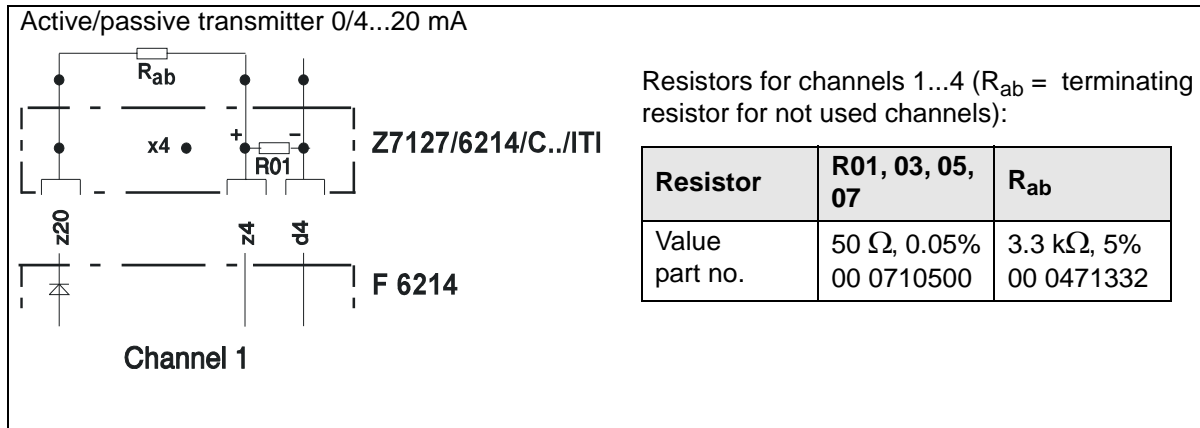 Active/passive transmitter 0/4...20 mA
Rab
x4
+
−
R01
Z7127/6214/C../ITI
z20
z4
d4
F 6214
Channel 1
Resistors for channels 1...4 (Rab = terminating
resistor for not used channels):
Resistor R01, 03, 05, Rab
07
Value 50 Ω, 0.05% 3.3 kΩ, 5%
part no. 00 0710500 00 0471332